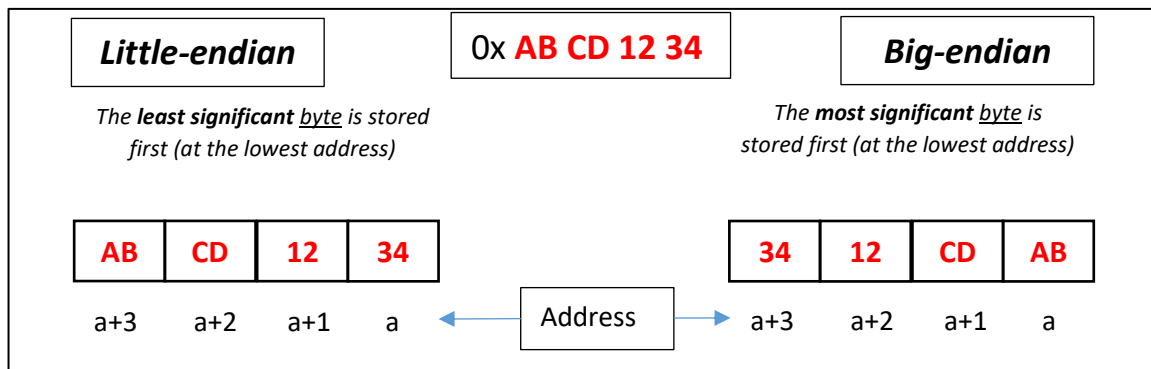 Little-endian
0x AB CD 12 34
Big-endian
The least significant byte is stored
first (at the lowest address)
The most significant byte is
stored first (at the lowest address)
AB CD 12 34
34 12 CD AB
a+3 a+2 a+1 a
Address
a+3 a+2 a+1 a